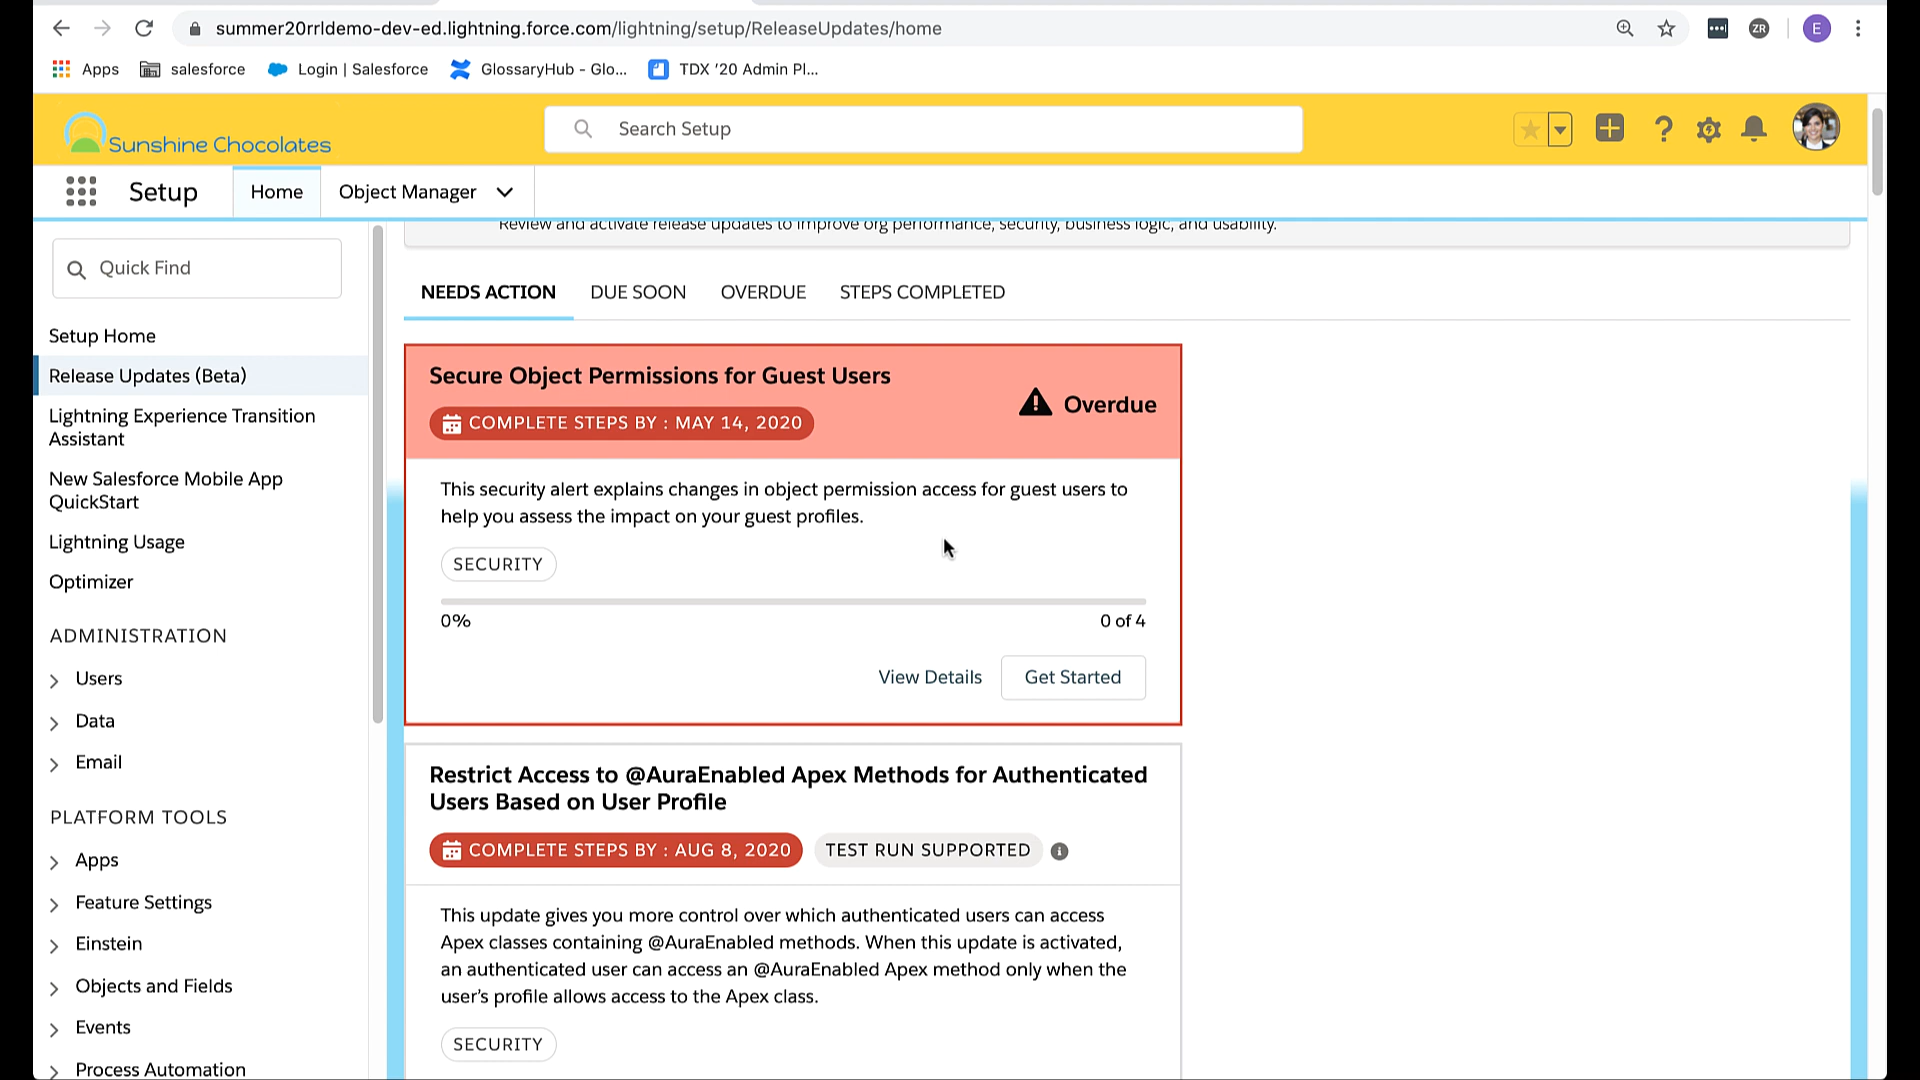 summer20rrldemo-dev-ed.lightning.force.com/lightning/setup/ReleaseUpdates/home
ZR
E
Apps
salesforce
Login | Salesforce
GlossaryHub - Glo...
TDX '20 Admin Pl...
Sunshine Chocolates
Search Setup
Setup
Home
Object Manager
Review and activate release updates to improve org performance, security, business logic, and usability.
Quick Find
Setup Home
Release Updates (Beta)
Lightning Experience Transition
Assistant
New Salesforce Mobile App
QuickStart
Lightning Usage
Optimizer
ADMINISTRATION
Users
Data
Email
PLATFORM TOOLS
Apps
Feature Settings
Einstein
Objects and Fields
Events
Process Automation
NEEDS ACTION
DUE SOON
OVERDUE
STEPS COMPLETED
Secure Object Permissions for Guest Users
COMPLETE STEPS BY : MAY 14, 2020
Overdue
This security alert explains changes in object permission access for guest users to
help you assess the impact on your guest profiles.
SECURITY
0%
0 of 4
View Details
Get Started
Restrict Access to @AuraEnabled Apex Methods for Authenticated
Users Based on User Profile
COMPLETE STEPS BY : AUG 8, 2020
TEST RUN SUPPORTED
This update gives you more control over which authenticated users can access
Apex classes containing @AuraEnabled methods. When this update is activated,
an authenticated user can access an @AuraEnabled Apex method only when the
user's profile allows access to the Apex class.
SECURITY